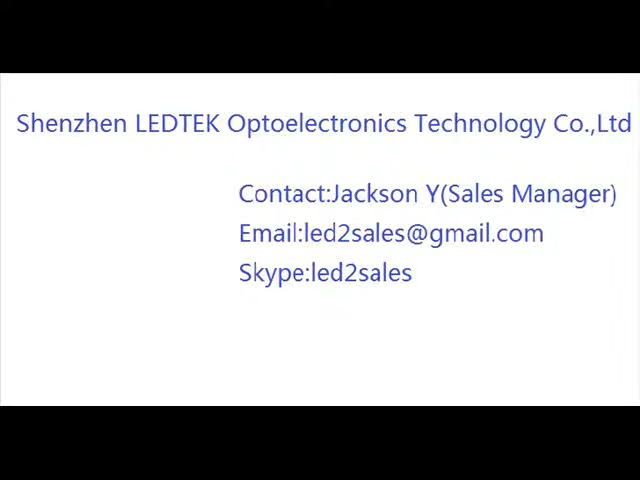 Shenzhen LEDTEK Optoelectronics Technology Co.,Ltd
Contact:Jackson Y(Sales Manager)
Email:led2sales@gmail.com
Skype:led2sales